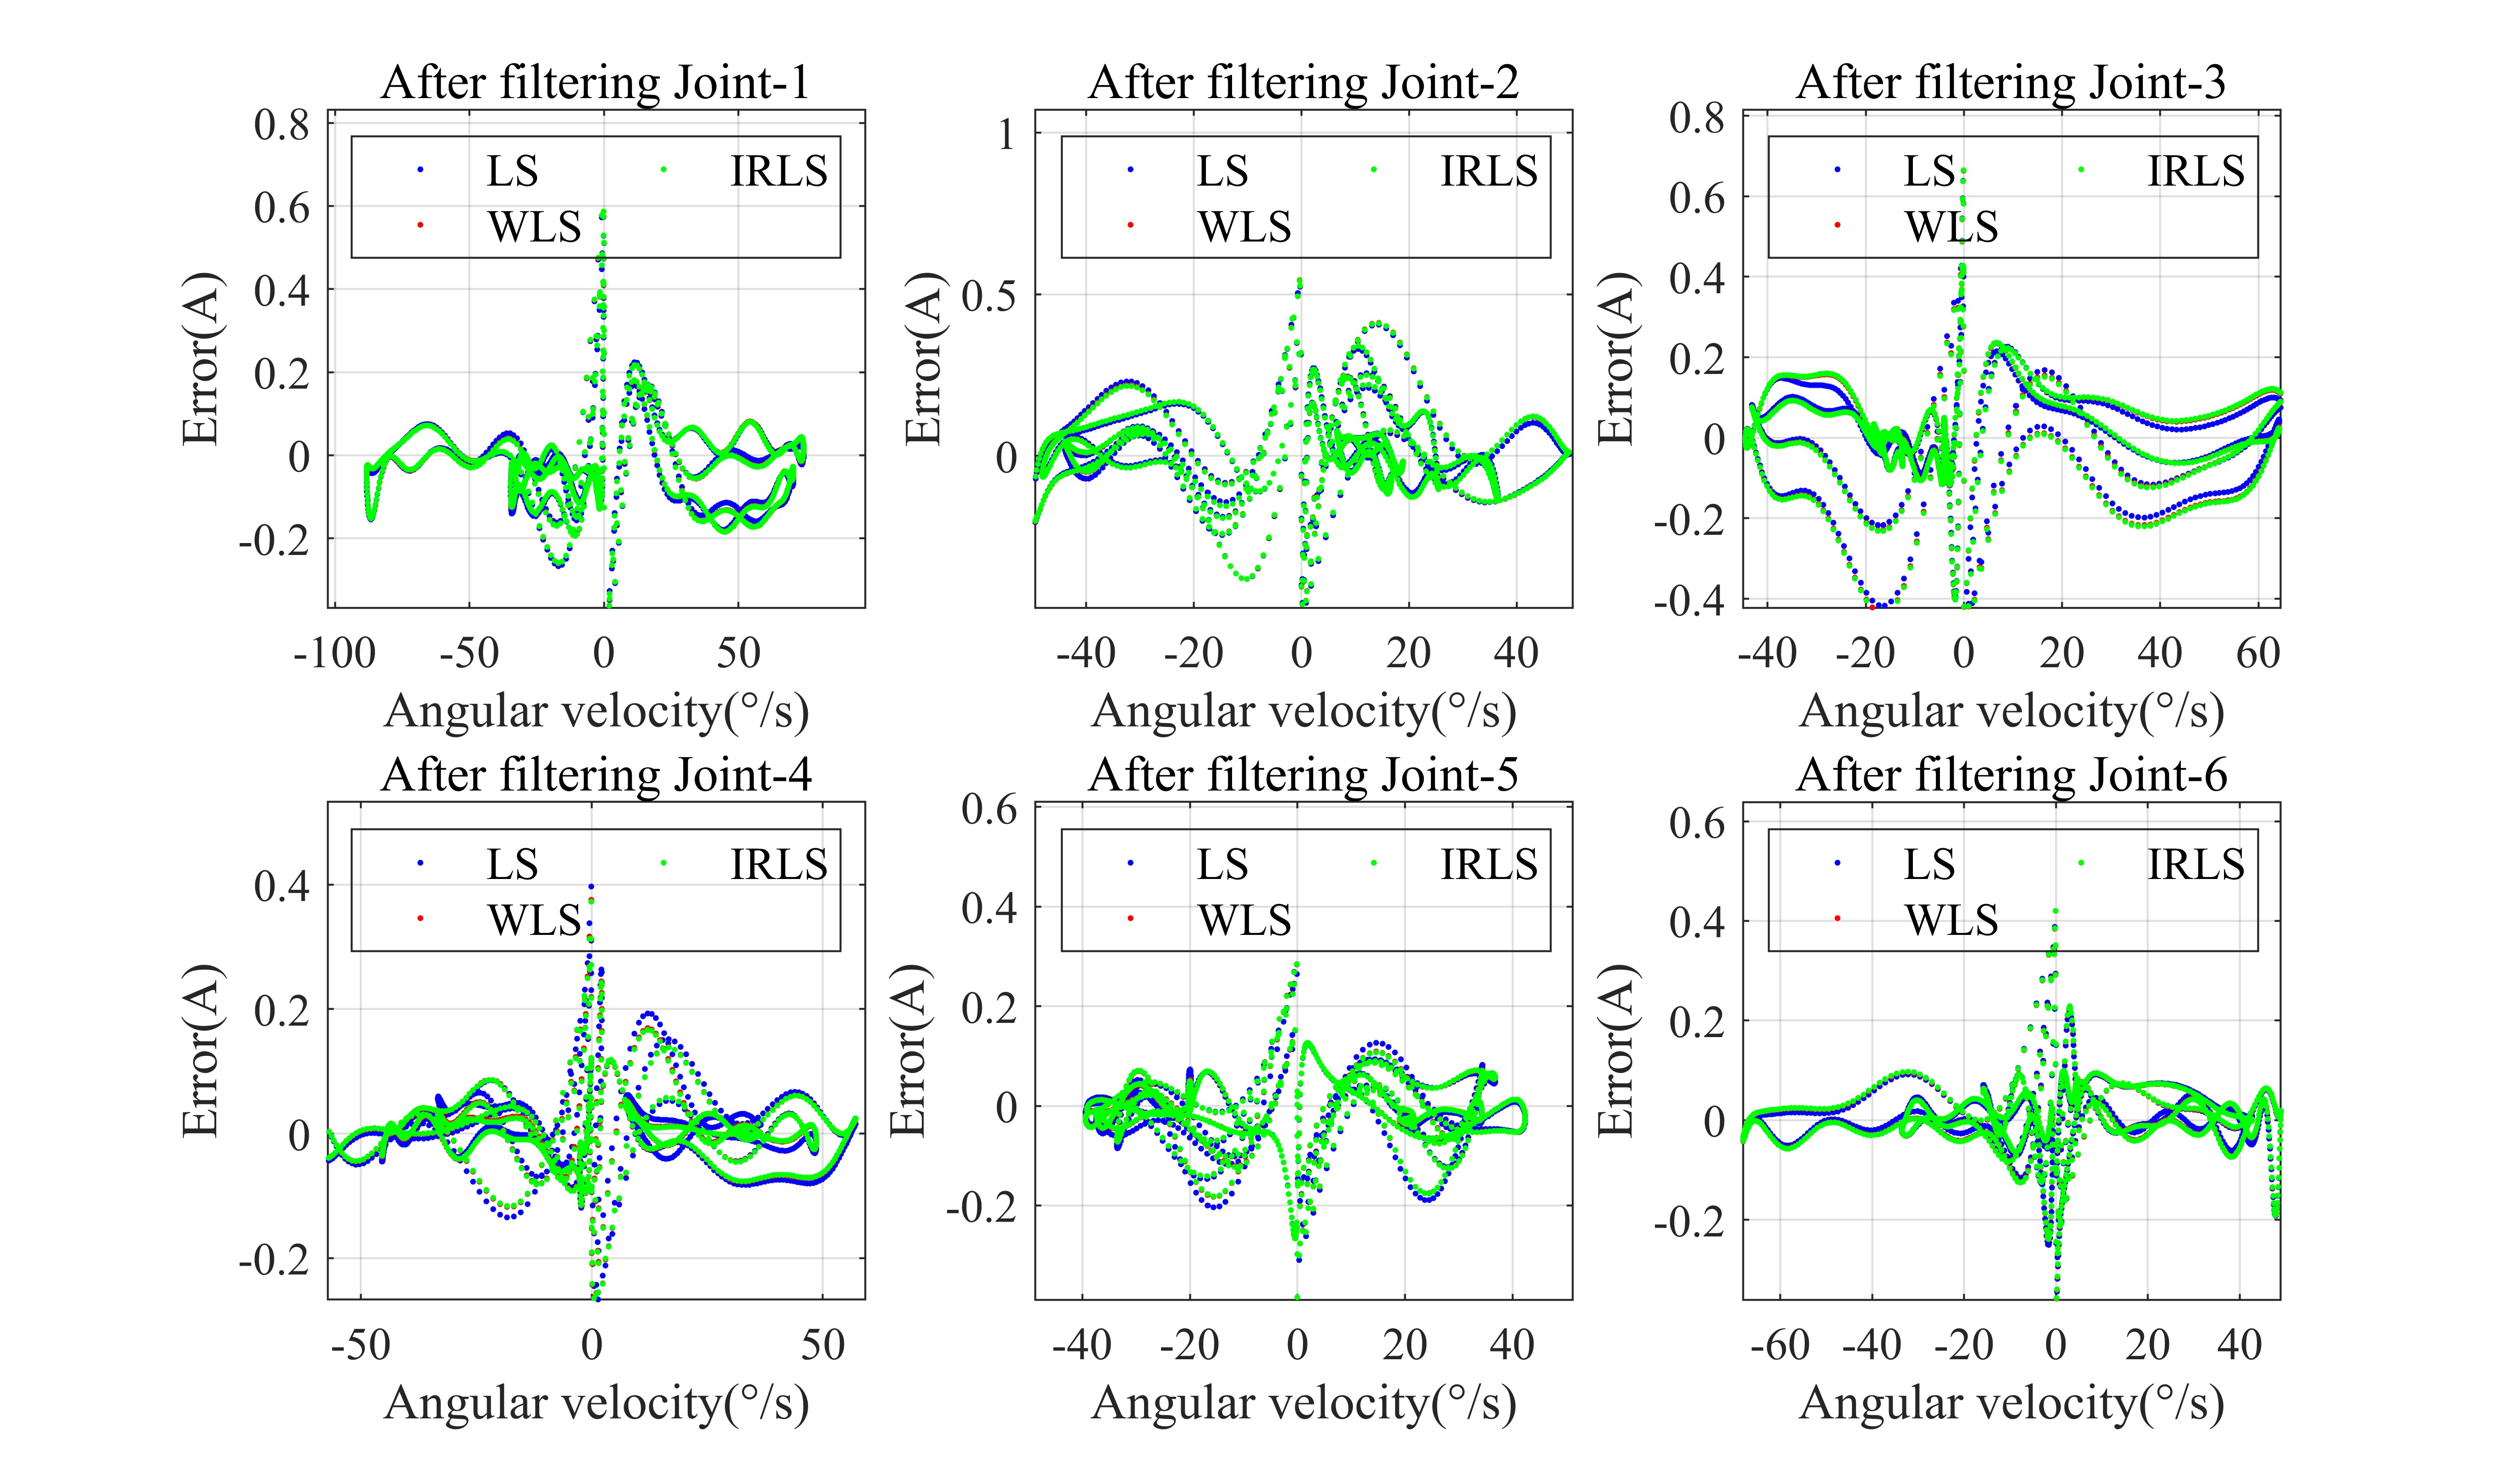 After filtering Joint-1
0.8
0.6
0.4
0.2
0
-0.2
Error(A)
LS
IRLS
WLS
-100
-50
0
50
Angular velocity(°/s)
After filtering Joint-2
1
0.5
0
Error(A)
LS
IRLS
WLS
-40
-20
0
20
40
Angular velocity(°/s)
After filtering Joint-3
0.8
0.6
0.4
0.2
0
-0.2
-0.4
Error(A)
LS
IRLS
WLS
-40
-20
0
20
40
60
Angular velocity(°/s)
After filtering Joint-4
0.4
0.2
0
-0.2
Error(A)
LS
IRLS
WLS
-50
0
50
Angular velocity(°/s)
After filtering Joint-5
0.6
0.4
0.2
0
-0.2
Error(A)
LS
IRLS
WLS
-40
-20
0
20
40
Angular velocity(°/s)
After filtering Joint-6
0.6
0.4
0.2
0
-0.2
Error(A)
LS
IRLS
WLS
-60
-40
-20
0
20
40
Angular velocity(°/s)